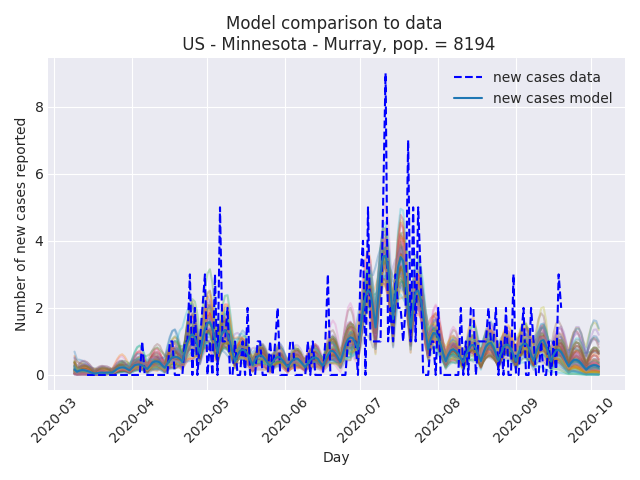 Model comparison to data
US - Minnesota - Murray, pop. = 8194
new cases data
new cases model
Number of new cases reported
8
6
4
2
0
2020-03
2020-04
2020-05
2020-06
2020-07
2020-08
2020-09
2020-10
Day